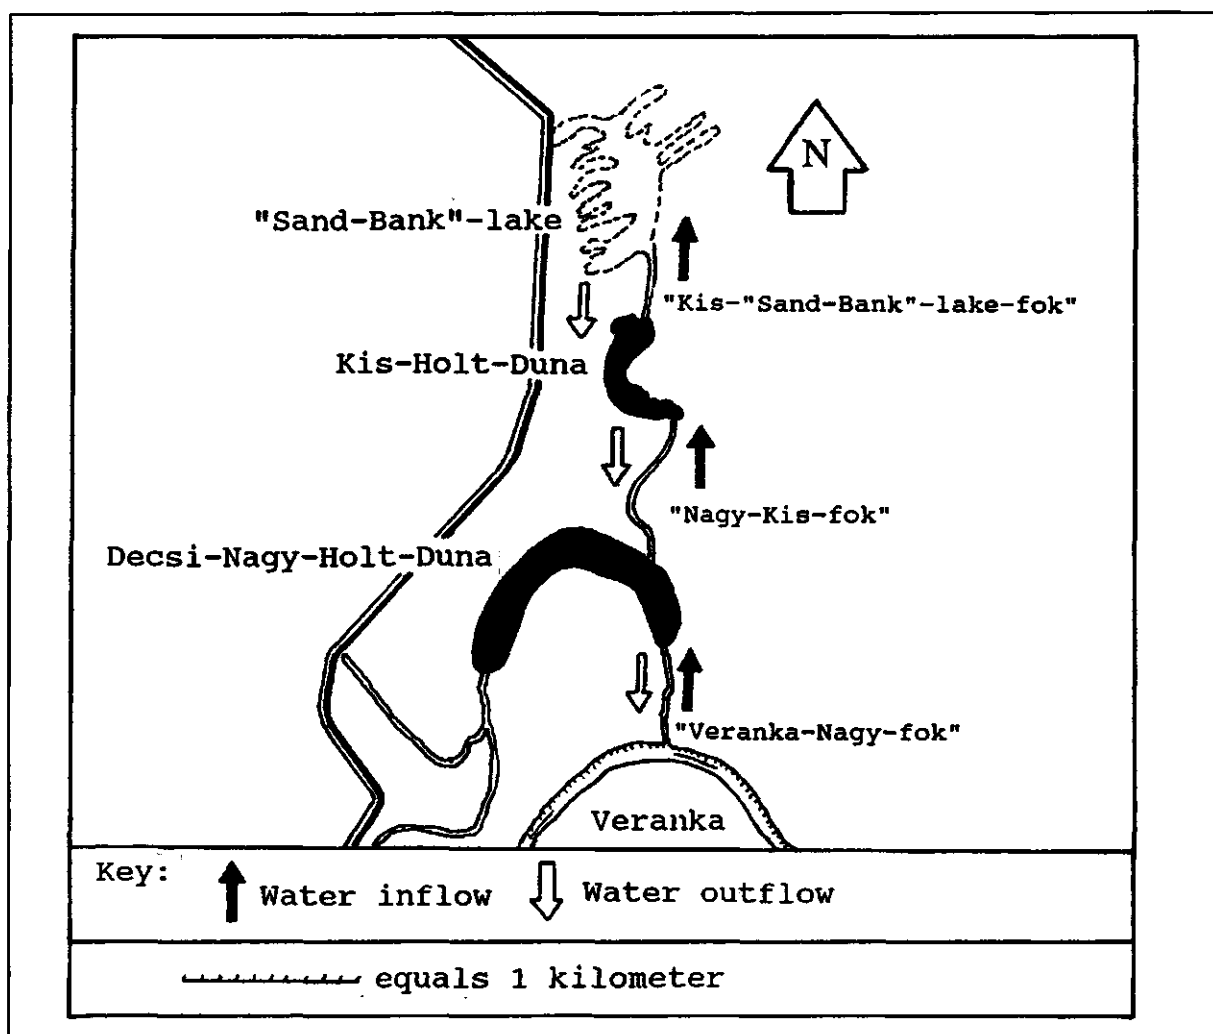 N
"Sand-Bank"-lake
"Kis-"Sand-Bank"-lake-fok"
Kis-Holt-Duna
"Nagy-Kis-fok"
Decsi-Nagy-Holt-Duna
"Veranka-Nagy-fok"
Veranka
Key:
Water inflow
Water outflow
equals 1 kilometer